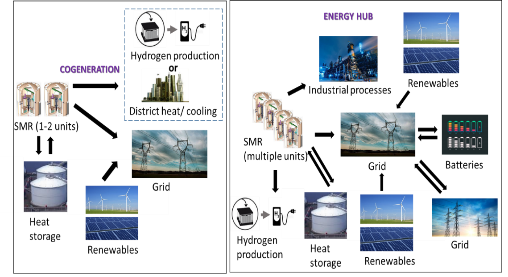 COGENERATION
Hydrogen production
or
District heat/ cooling
SMR (1-2 units)
Grid
Heat
storage
Renewables
ENERGY HUB
Industrial processes
Renewables
SMR
(multiple units)
Grid
Batteries
Hydrogen
production
Heat
storage
Renewables
Grid